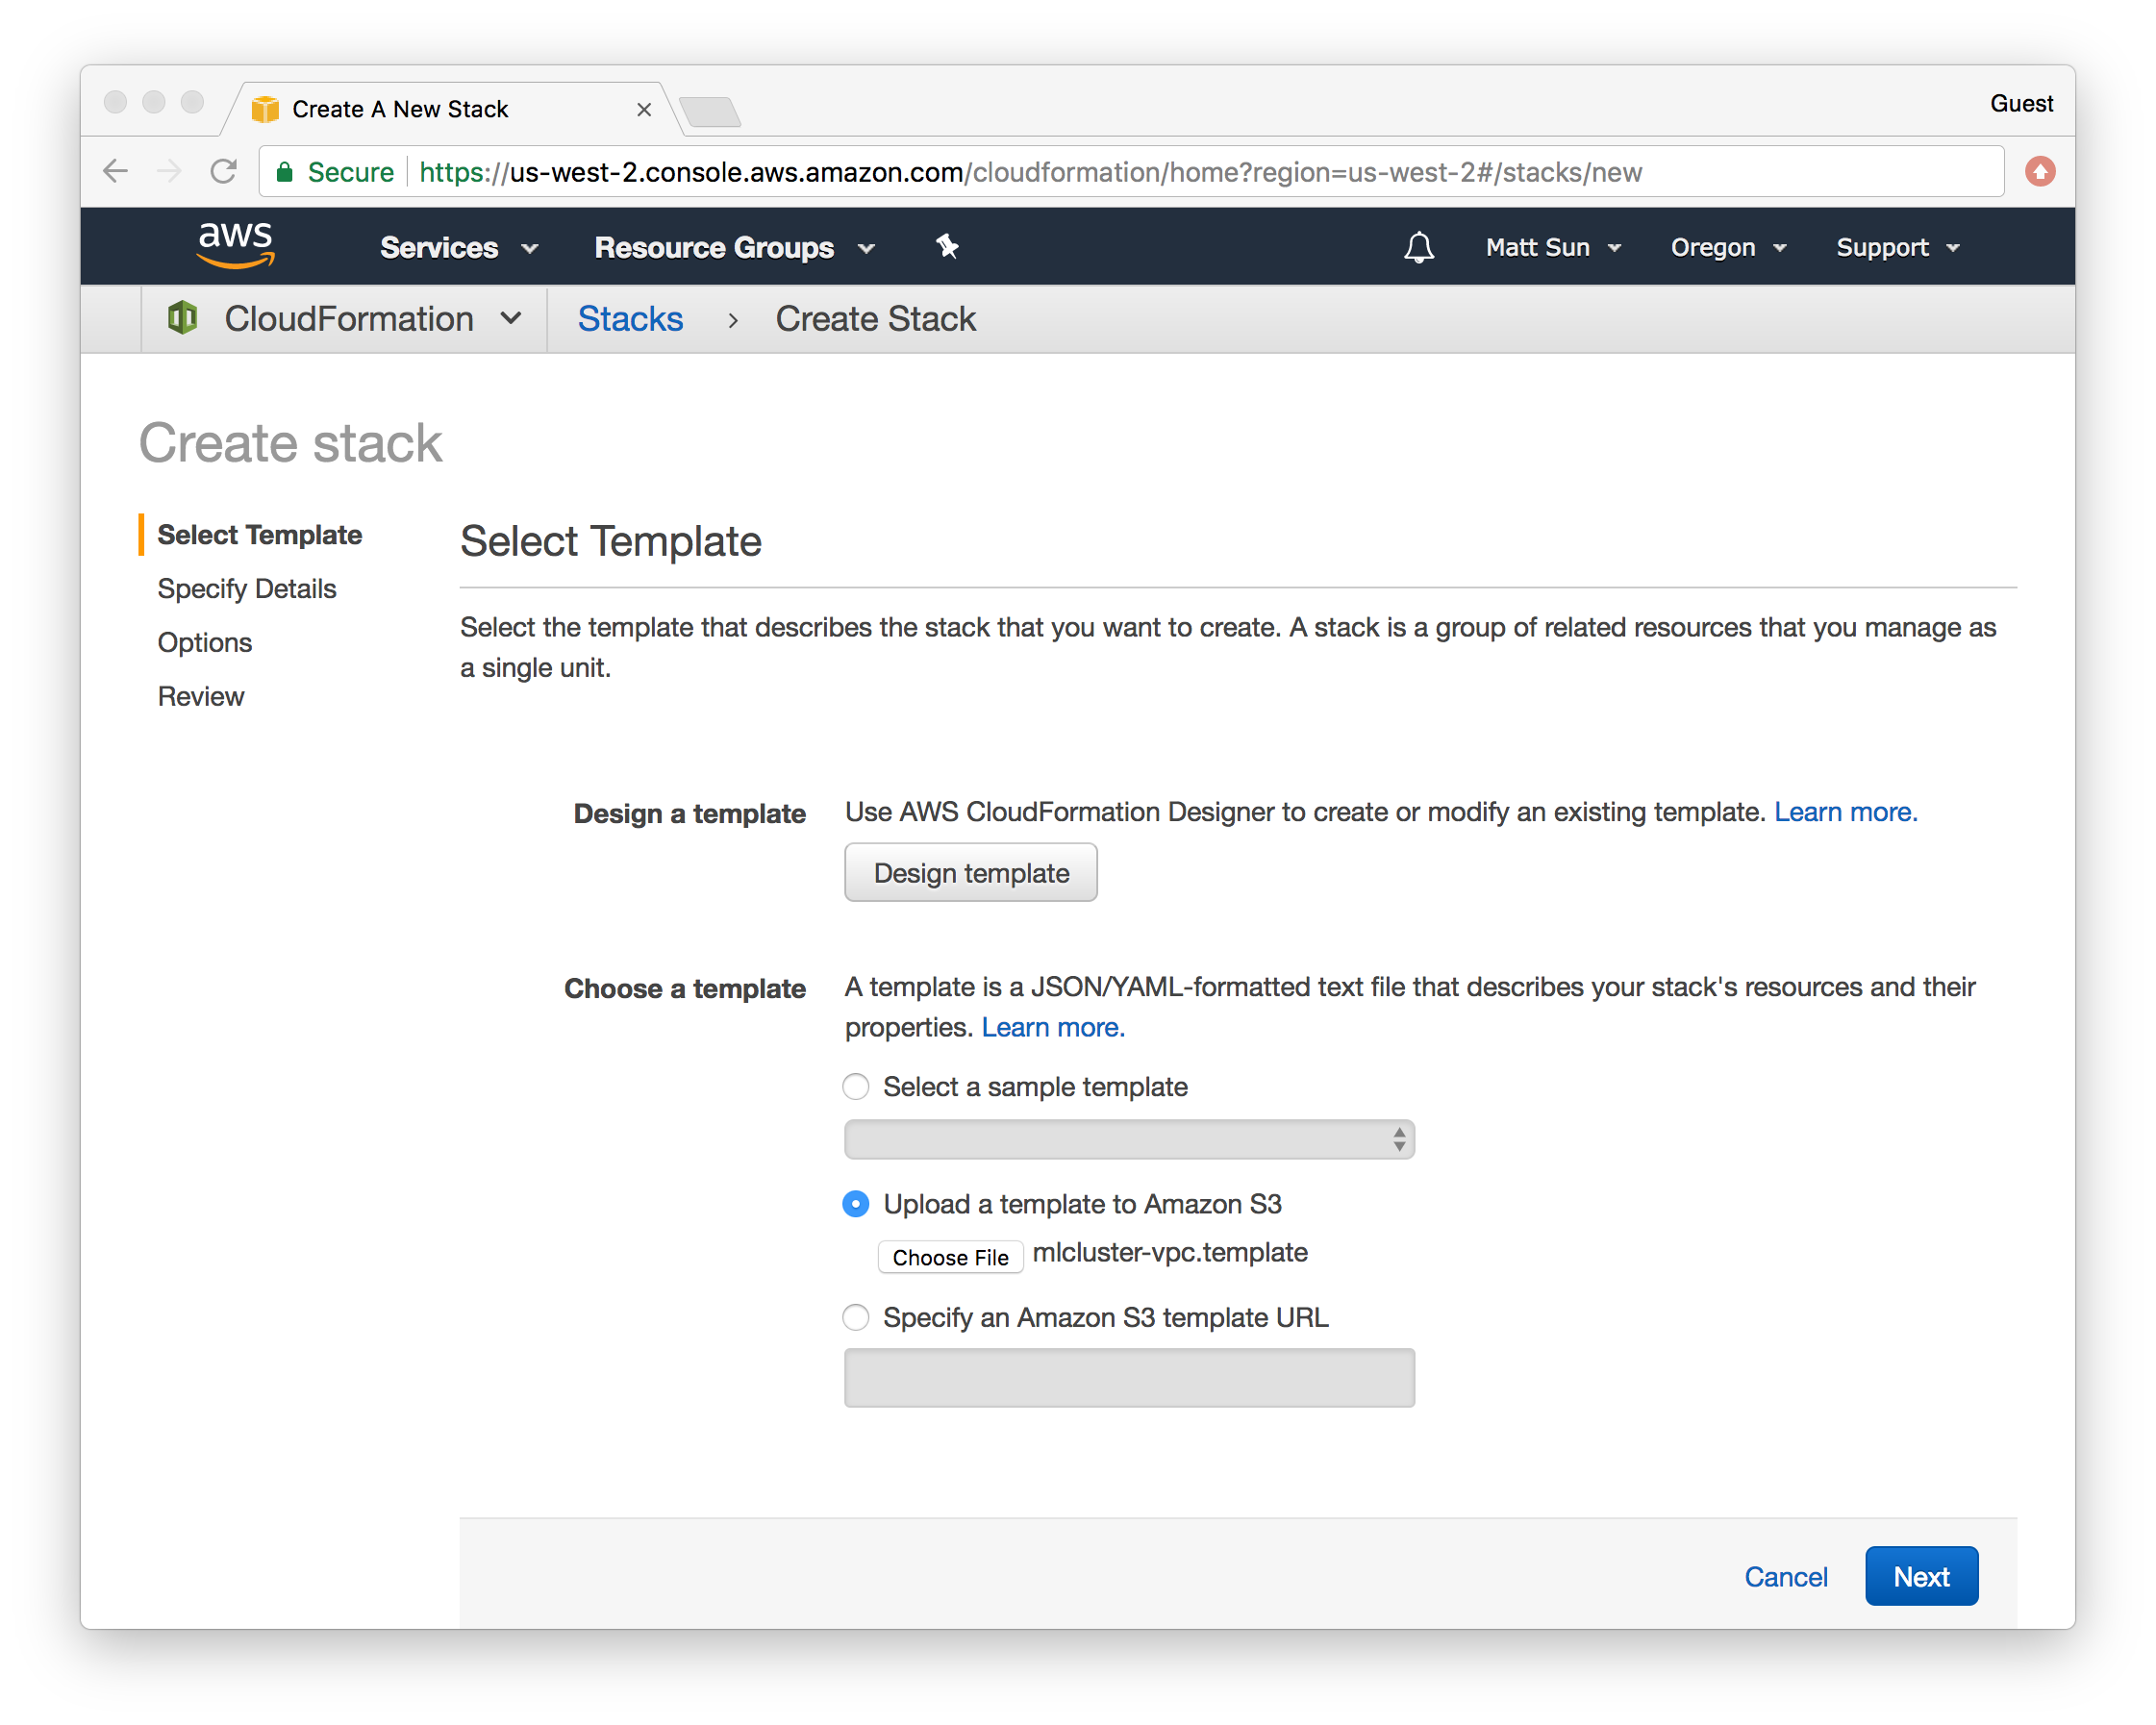 Create A New Stack
Guest
Secure https://us-west-2.console.aws.amazon.com/cloudformation/home?region=us-west-2#/stacks/new
aws Services Resource Groups Matt Sun Oregon Support
CloudFormation Stacks Create Stack
Create stack
Select Template
Specify Details
Options
Review
Select Template
Select the template that describes the stack that you want to create. A stack is a group of related resources that you manage as
a single unit.
Design a template
Use AWS CloudFormation Designer to create or modify an existing template. Learn more.
Design template
Choose a template
A template is a JSON/YAML-formatted text file that describes your stack's resources and their
properties. Learn more.
Select a sample template
Upload a template to Amazon S3
Choose File mlcluster-vpc.template
Specify an Amazon S3 template URL
Cancel Next